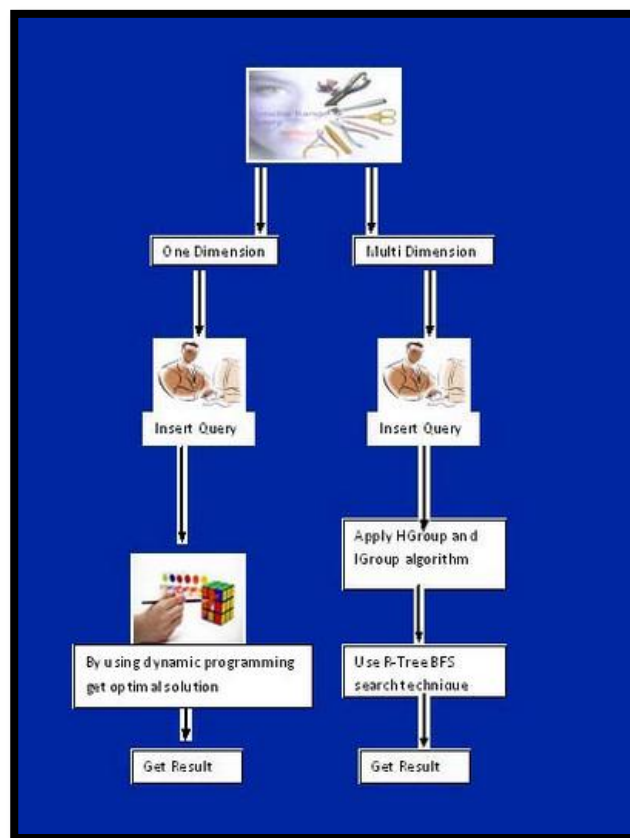 One Dimension
Multi Dimension
Insert Query
Insert Query
Apply HGroup and
IGroup algorithm
By using dynamic programming
get optimal solution
Use R-Tree BFS
search technique
Get Result
Get Result